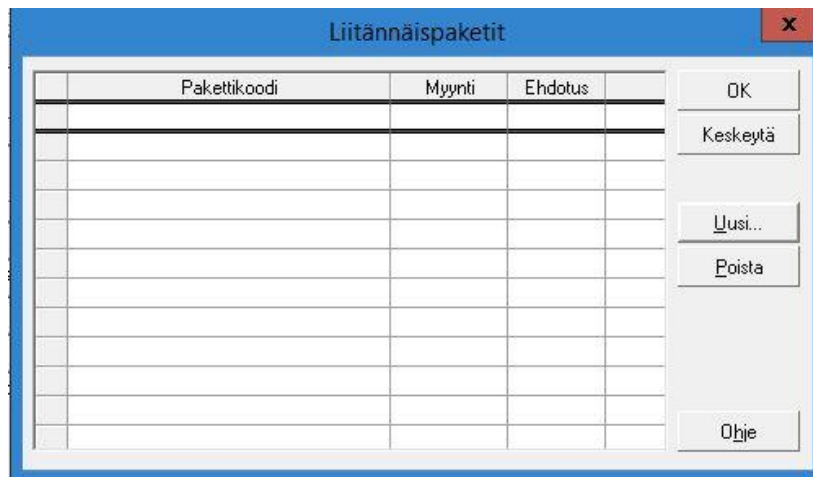 Liitännäispaketit
x
Pakettikoodi Myynti Ehdotus
OK
Keskeytä
Uusi...
Poista
Ohje